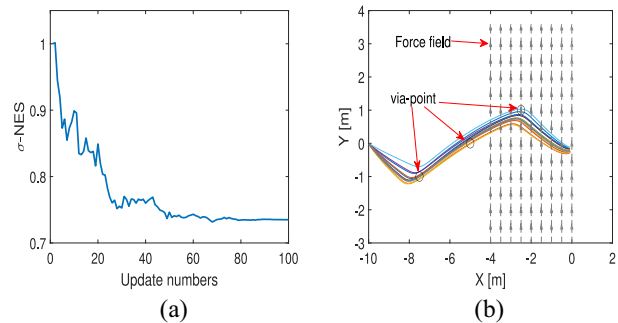 1
0.9
0.8
0.7
σ-NES
0 20 40 60 80 100
Update numbers
(a)
4
3
2
1
0
-1
-2
-3
Y [m]
Force field
via-point
-10 -8 -6 -4 -2 0 2
X [m]
(b)